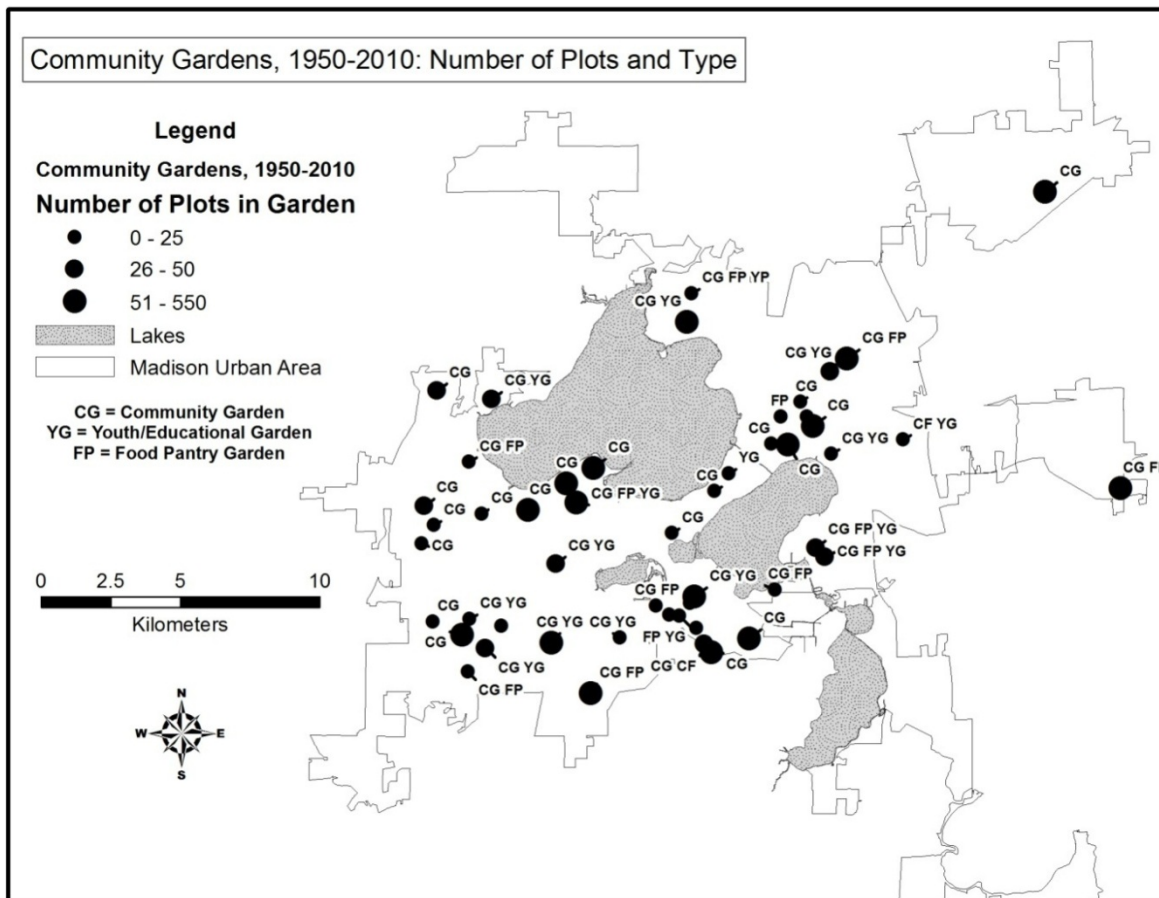 Community Gardens, 1950-2010: Number of Plots and Type
Legend
Community Gardens, 1950-2010
Number of Plots in Garden
0 - 25
26 - 50
51 - 550
Lakes
Madison Urban Area
CG = Community Garden
YG = Youth/Educational Garden
FP = Food Pantry Garden
CG
CG FP YP
CG YG
CG FP
CG YG
CG
CG YG
CG
FP
CG
CG
CG YG
CF YG
CG FP
CG
YG
CG
CG
CG
CG
CG
CG
CG FP YG
CG
CG
CG
CG FP
CG FP YG
CG FP YG
CG YG
CG YG
CG FP
CG FP
0 5 10
Kilometers
CG
CG YG
CG
CG YG
CG YG
CG YG
FP YG
CG
CG CF
CG
CG FP
CG FP
N
W E
S